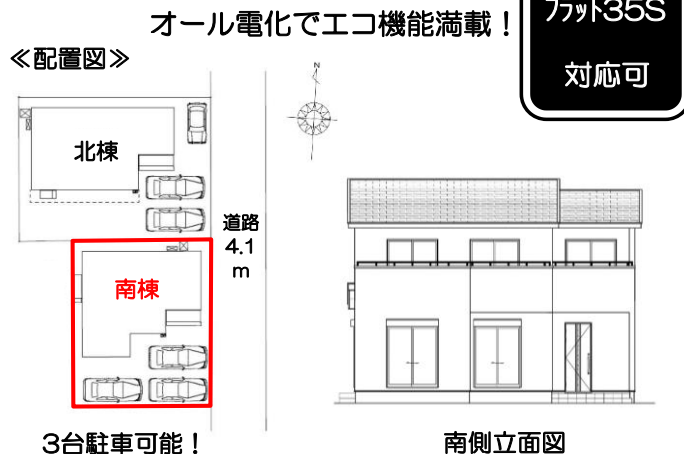 オール電化でエコ機能満載！
フラット35S
対応可
≪配置図≫
N
北棟
道路
4.1
m
南棟
3台駐車可能！
南側立面図